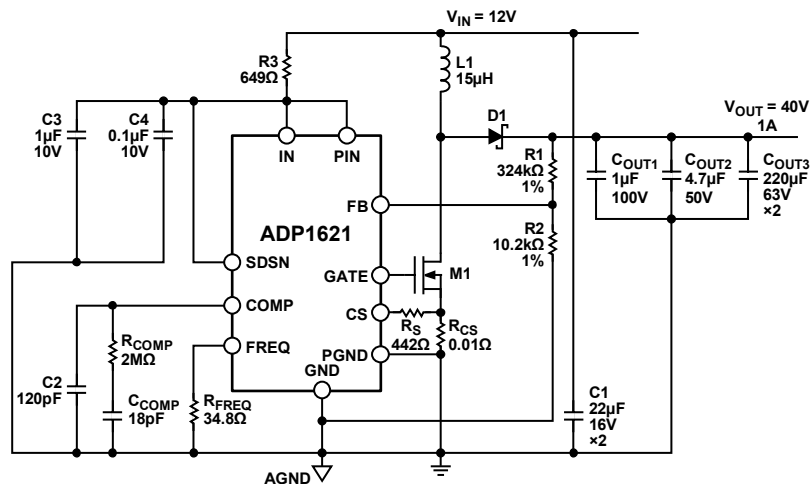 V_IN = 12V
R3
649Ω
L1
15µH
C3
1µF
10V
C4
0.1µF
10V
D1
V_OUT = 40V
1A
IN
PIN
R1
324kΩ
1%
C_OUT1
1µF
100V
C_OUT2
4.7µF
50V
C_OUT3
220µF
63V
×2
FB
ADP1621
R2
10.2kΩ
1%
SDSN
GATE
M1
COMP
CS
R_S
442Ω
R_CS
0.01Ω
R_COMP
2MΩ
FREQ
PGND
GND
C2
120pF
C_COMP
18pF
R_FREQ
34.8Ω
C1
22µF
16V
×2
AGND